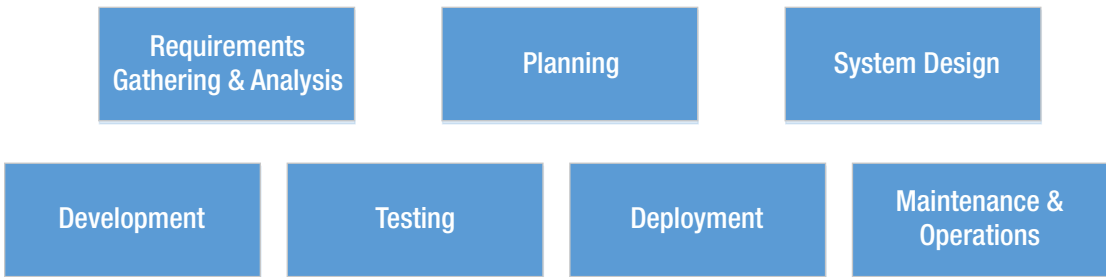 Requirements
Gathering & Analysis
Planning
System Design
Development
Testing
Deployment
Maintenance &
Operations